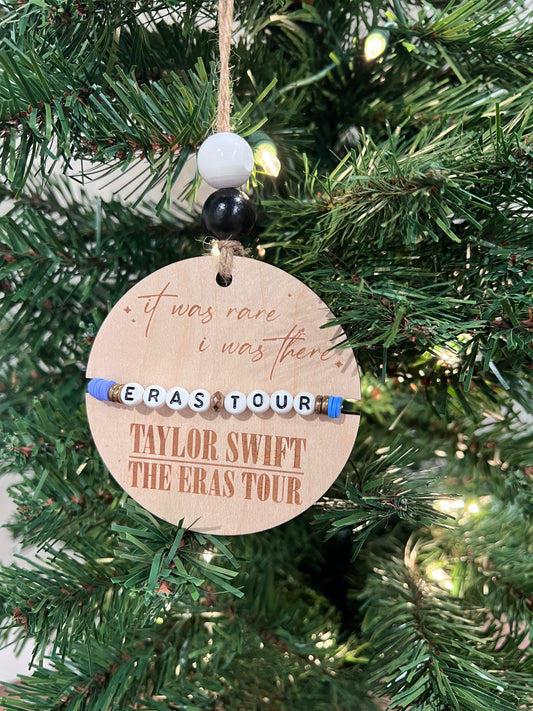 it was rare
i was there
ERAS TOUR
TAYLOR SWIFT
THE ERAS TOUR